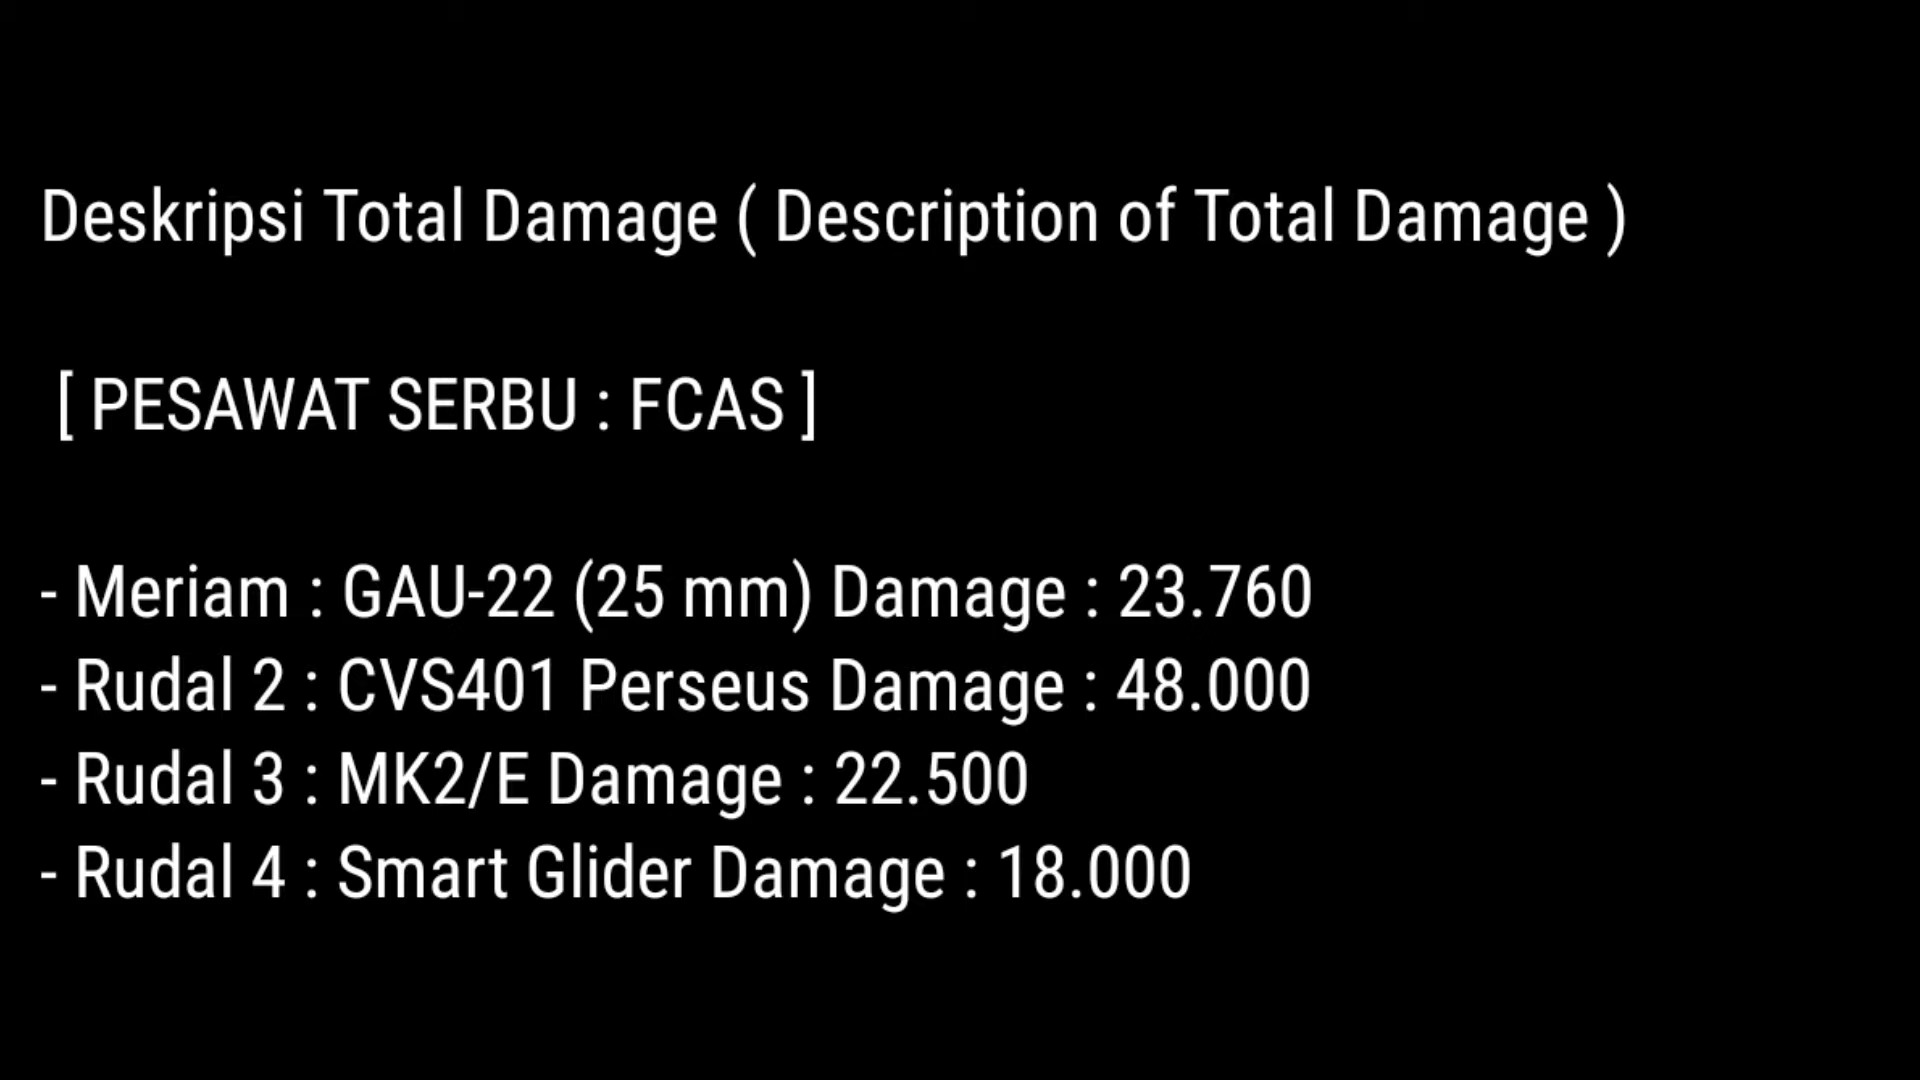 Deskripsi Total Damage ( Description of Total Damage )
[ PESAWAT SERBU : FCAS ]
- Meriam : GAU-22 (25 mm) Damage : 23.760
- Rudal 2 : CVS401 Perseus Damage : 48.000
- Rudal 3 : MK2/E Damage : 22.500
- Rudal 4 : Smart Glider Damage : 18.000